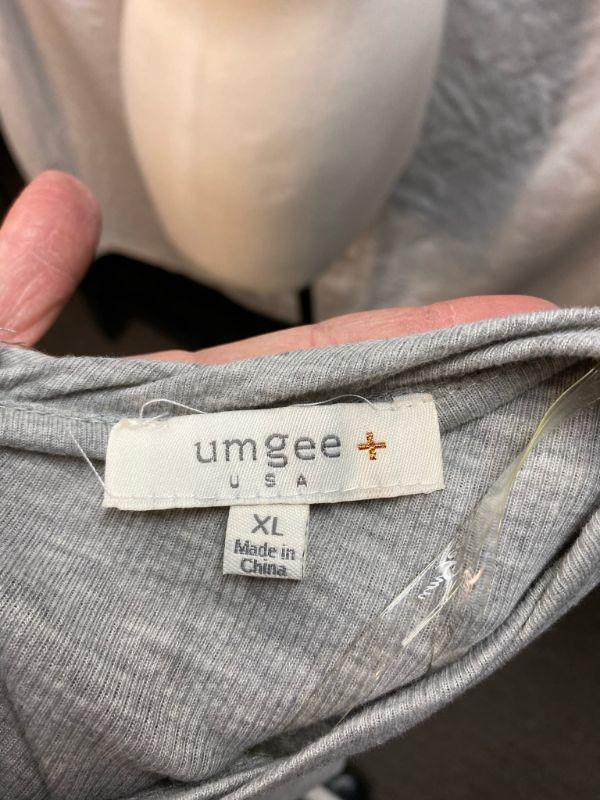 umgee +
USA
XL
Made in
China